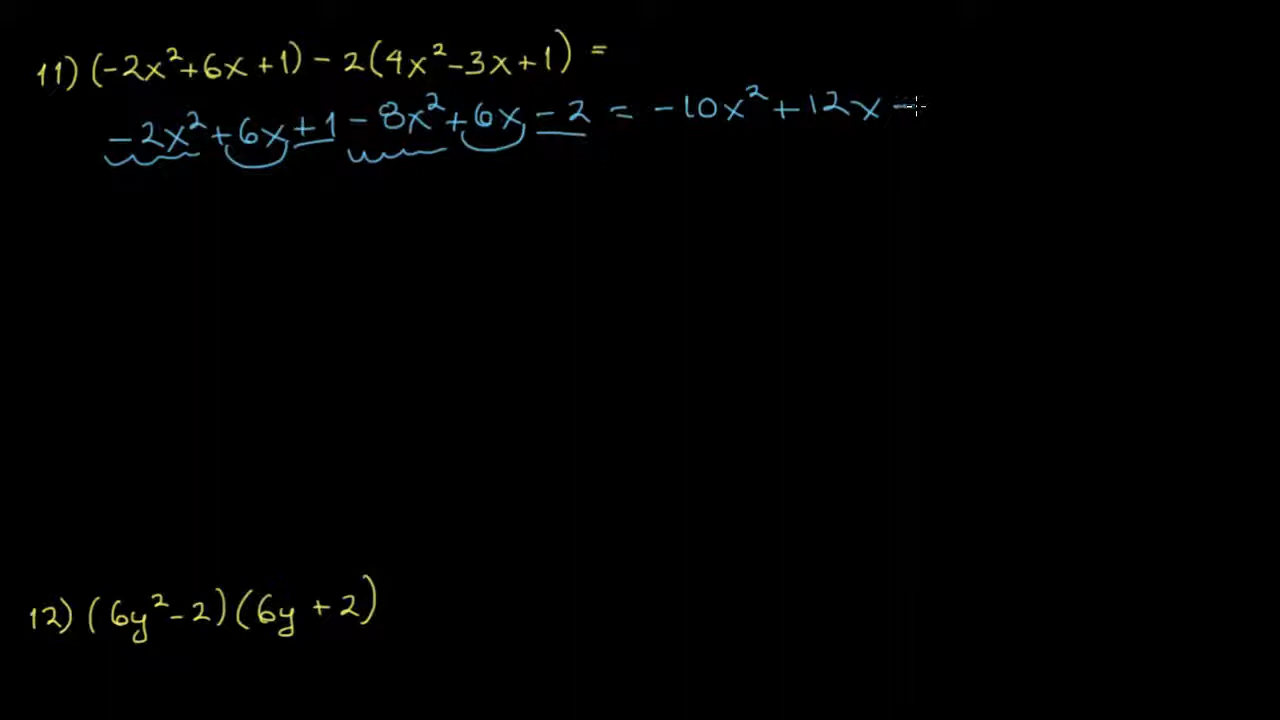 11) (-2x²+6x+1) - 2(4x²-3x+1) =
-2x²+6x+1-8x²+6x-2 = -10x²+12x-
12) (6y²-2)(6y+2)